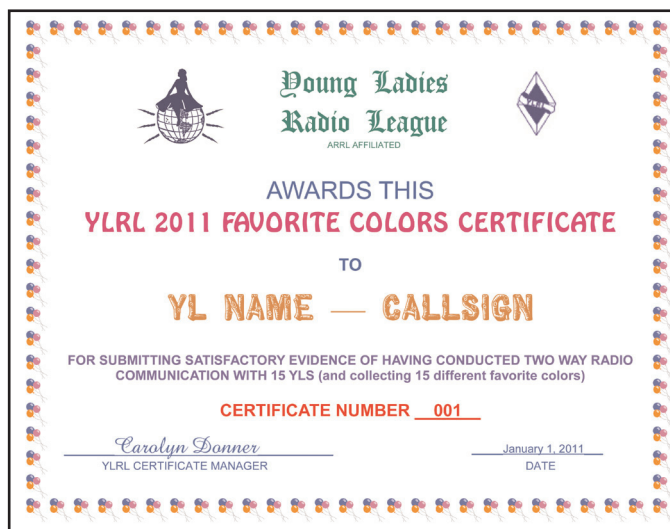 Young Ladies
Radio League
ARRL AFFILIATED
YLRL
AWARDS THIS
YLRL 2011 FAVORITE COLORS CERTIFICATE
TO
YL NAME — CALLSIGN
FOR SUBMITTING SATISFACTORY EVIDENCE OF HAVING CONDUCTED TWO WAY RADIO
COMMUNICATION WITH 15 YLS (and collecting 15 different favorite colors)
CERTIFICATE NUMBER __001__
Carolyn Donner
YLRL CERTIFICATE MANAGER
January 1, 2011
DATE